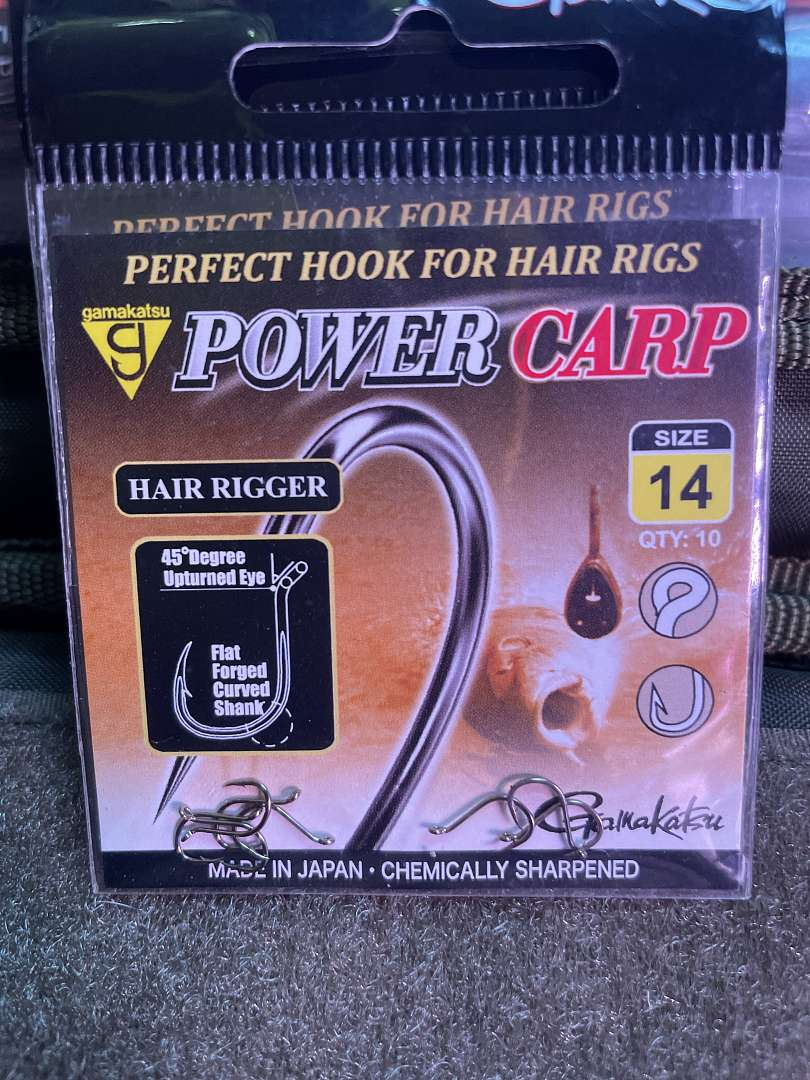 PERFECT HOOK FOR HAIR RIGS
PERFECT HOOK FOR HAIR RIGS
gamakatsu
POWER CARP
SIZE
14
QTY: 10
HAIR RIGGER
45°Degree
Upturned Eye
Flat
Forged
Curved
Shank
Gamakatsu
MADE IN JAPAN · CHEMICALLY SHARPENED